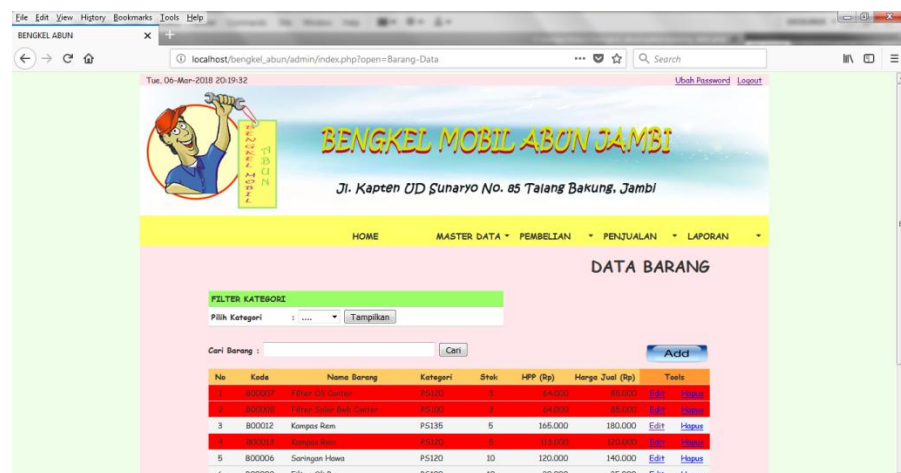 File Edit View History Bookmarks Tools Help
BENGKEL ABUN
localhost/bengkel_abun/admin/index.php?open=Barang-Data
Search
Tue, 06-Mar-2018 20:19:32 Ubah Password Logout
BENGKEL MOBIL ABUN
BENGKEL MOBIL ABUN JAMBI
Jl. Kapten UD Sunaryo No. 85 Talang Bakung, Jambi
HOME MASTER DATA PEMBELIAN PENJUALAN LAPORAN
DATA BARANG
FILTER KATEGORI
Pilih Kategori : .... Tampilkan
Cari Barang : Cari
Add
No Kode Nama Barang Kategori Stok HPP (Rp) Harga Jual (Rp) Tools
1 B00007 Filter Oli PS120 3 64.000 85.000 Edit Hapus
2 B00008 Filter Solar PS100 3 64.000 85.000 Edit Hapus
3 B00012 Kampas Rem PS135 5 165.000 180.000 Edit Hapus
4 B00013 Kampas Rem PS120 5 120.000 Edit Hapus
5 B00006 Saringan Hawa PS120 10 120.000 140.000 Edit Hapus